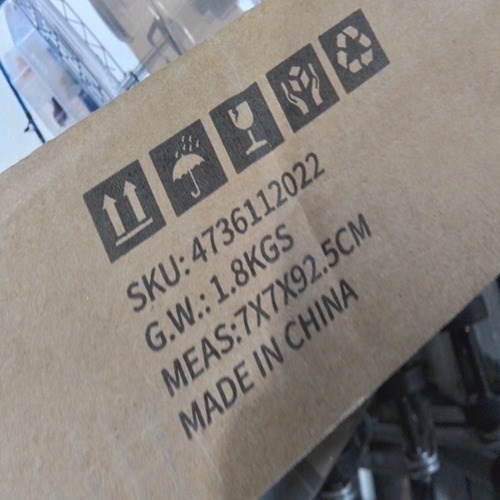 SKU: 4736112022
G.W.: 1.8KGS
MEAS:7X7X92.5CM
MADE IN CHINA